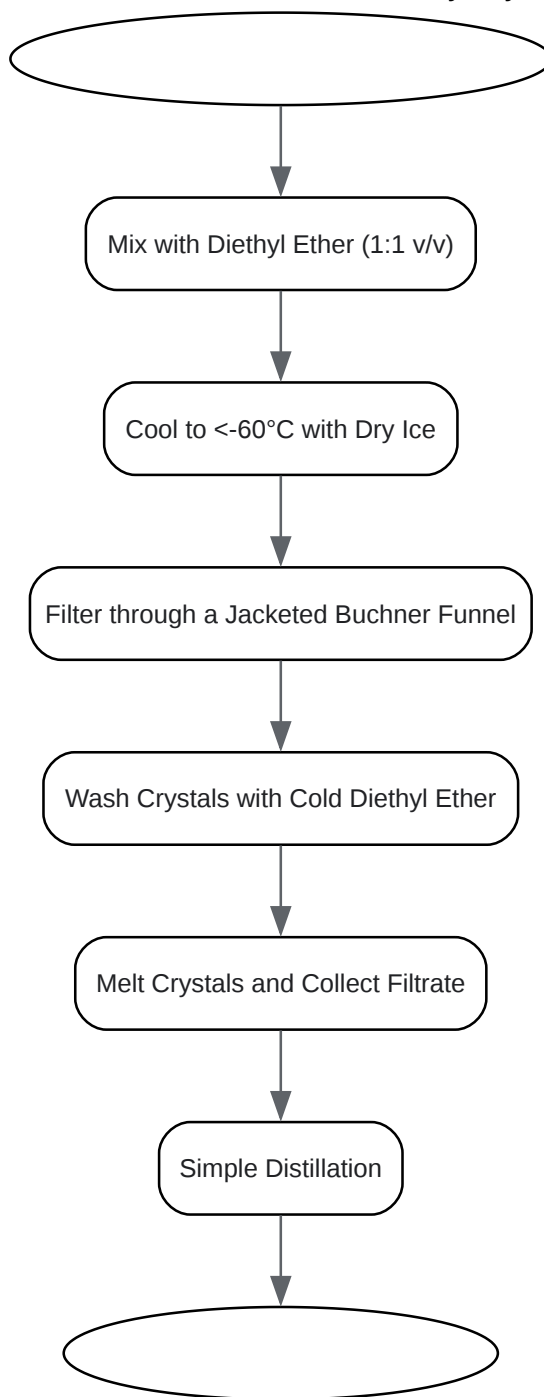 Mix with Diethyl Ether (1:1 v/v)
Cool to <-60°C with Dry Ice
Filter through a Jacketed Buchner Funnel
Wash Crystals with Cold Diethyl Ether
Melt Crystals and Collect Filtrate
Simple Distillation